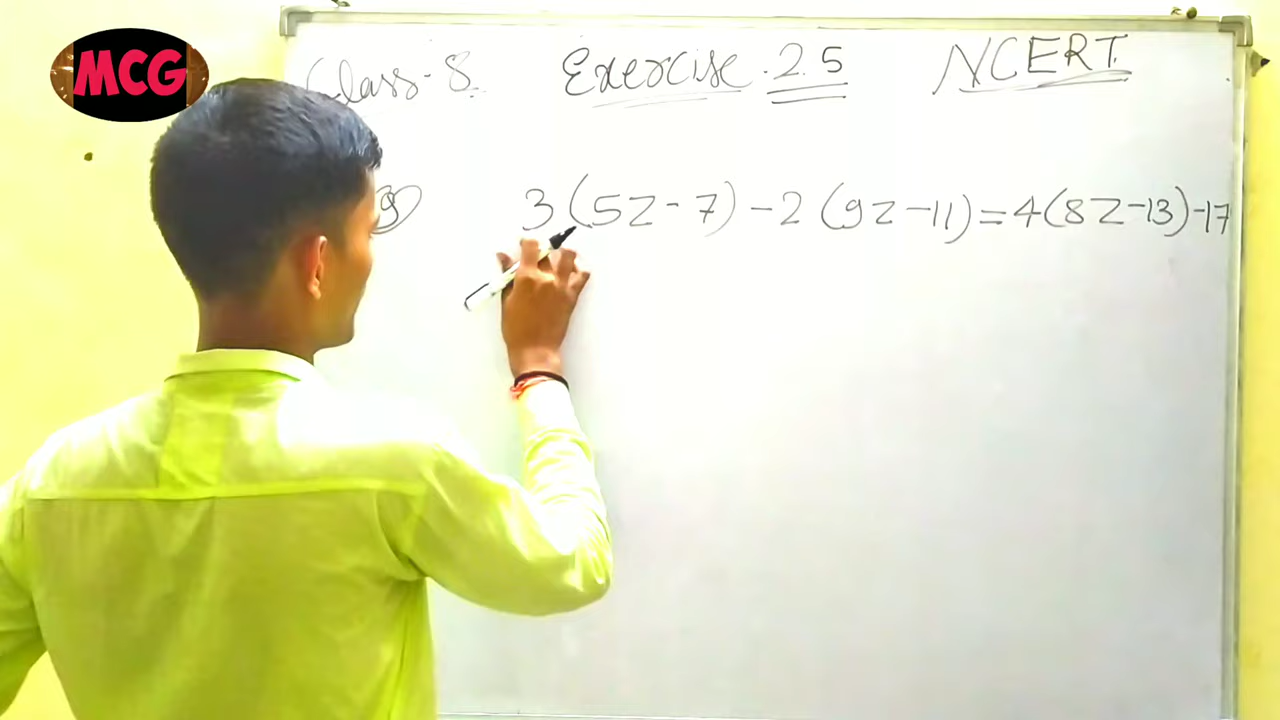 MCG
Class-8 Exercise.2.5 NCERT.
9) 3(5z-7)-2(9z-11)=4(8z-13)-17